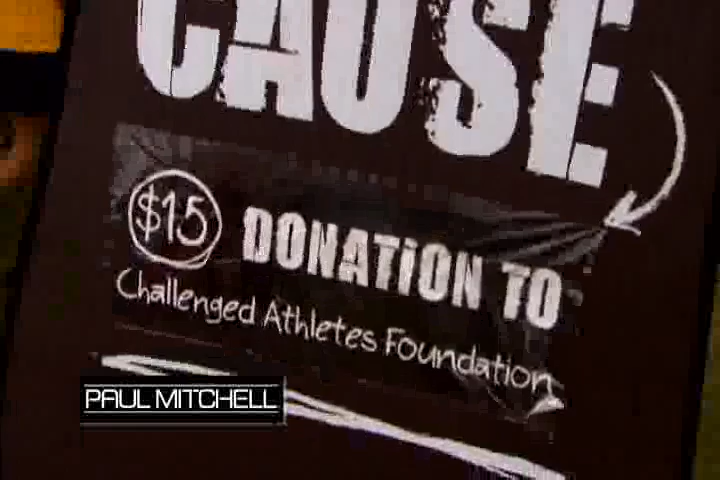 CAUSE
$15 DONATION TO
Challenged Athletes Foundation
PAUL MITCHELL